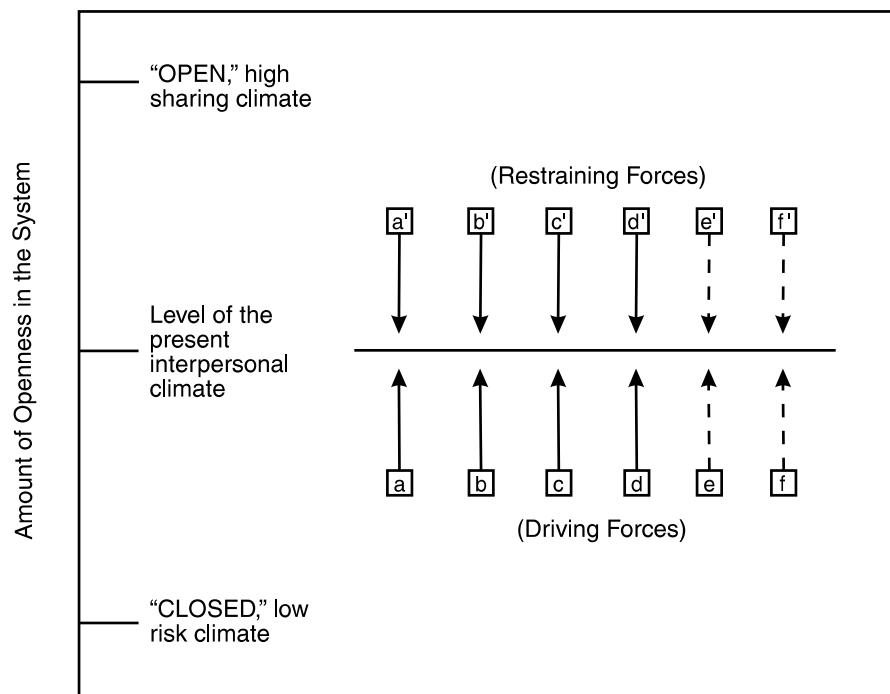 Amount of Openness in the System
“OPEN,” high
sharing climate
(Restraining Forces)
a' b' c' d' e' f'
Level of the
present
interpersonal
climate
a b c d e f
(Driving Forces)
“CLOSED,” low
risk climate